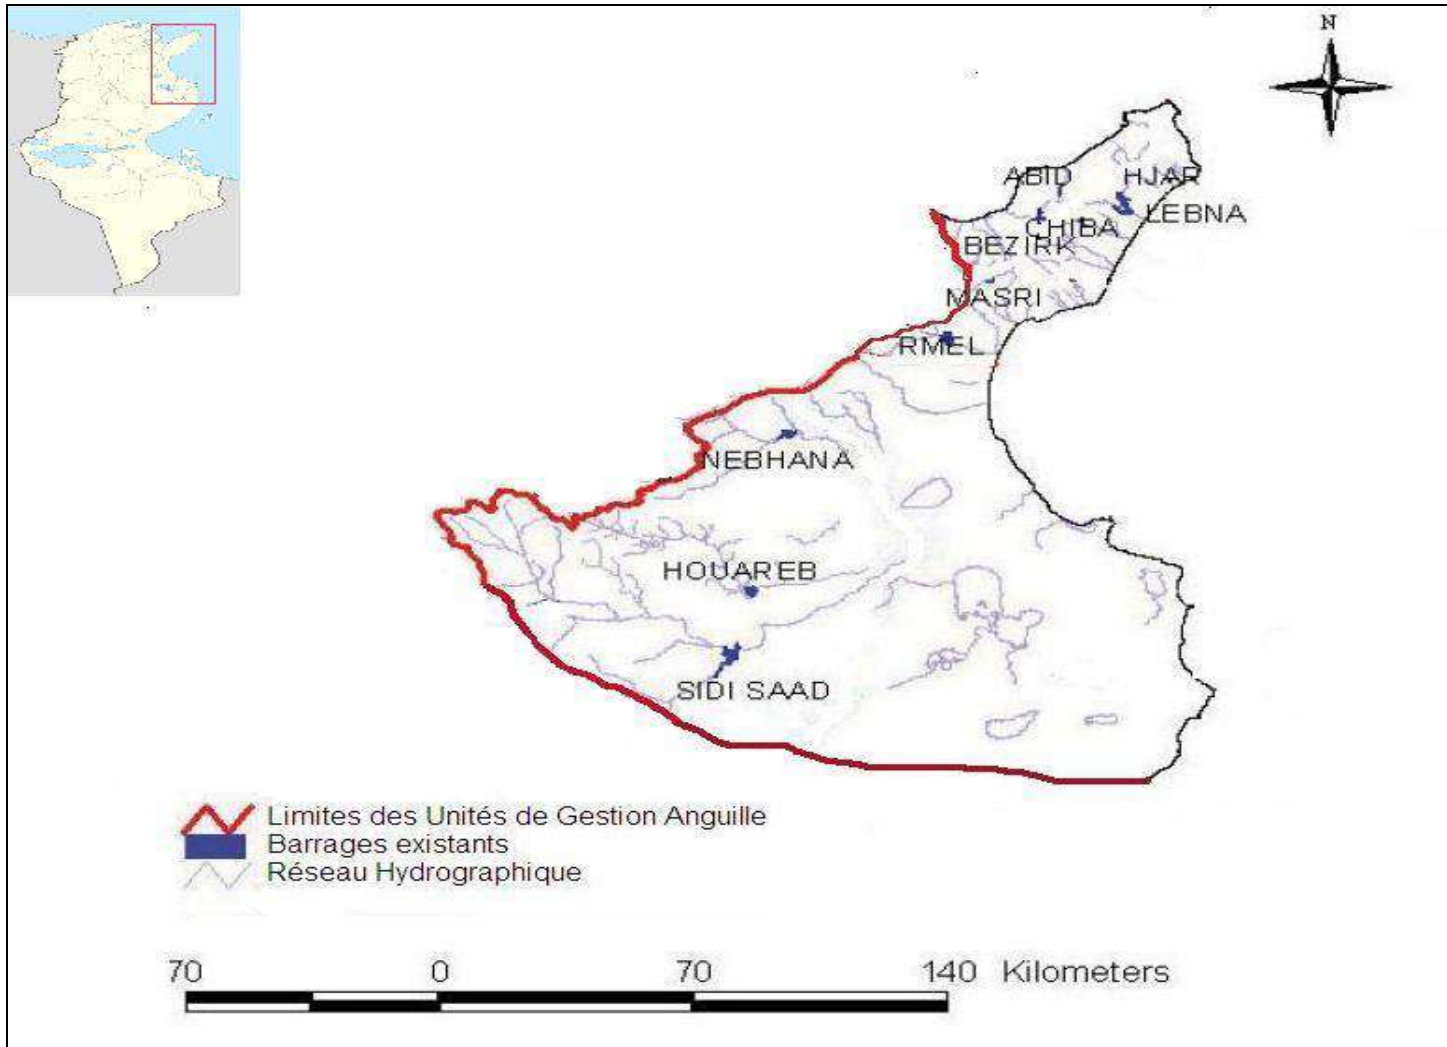 N
ABID HJAR
LEBNA
CHIBA
BEZIRK
MASRI
RMEL
NEBHANA
HOUAREB
SIDI SAAD
Limites des Unités de Gestion Anguille
Barrages existants
Réseau Hydrographique
70 0 70 140 Kilometers